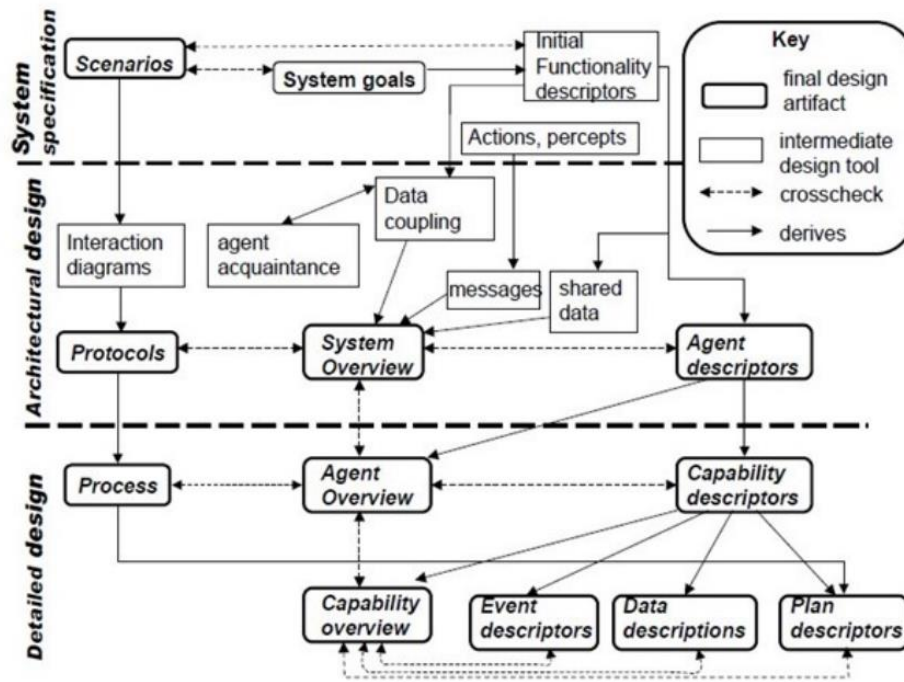 System
specification
Scenarios
System goals
Initial
Functionality
descriptors
Actions, percepts
Key
final design
artifact
intermediate
design tool
crosscheck
derives
Architectural design
Interaction
diagrams
agent
acquaintance
Data
coupling
messages
shared
data
Protocols
System
Overview
Agent
descriptors
Detailed design
Process
Agent
Overview
Capability
descriptors
Capability
overview
Event
descriptors
Data
descriptions
Plan
descriptors